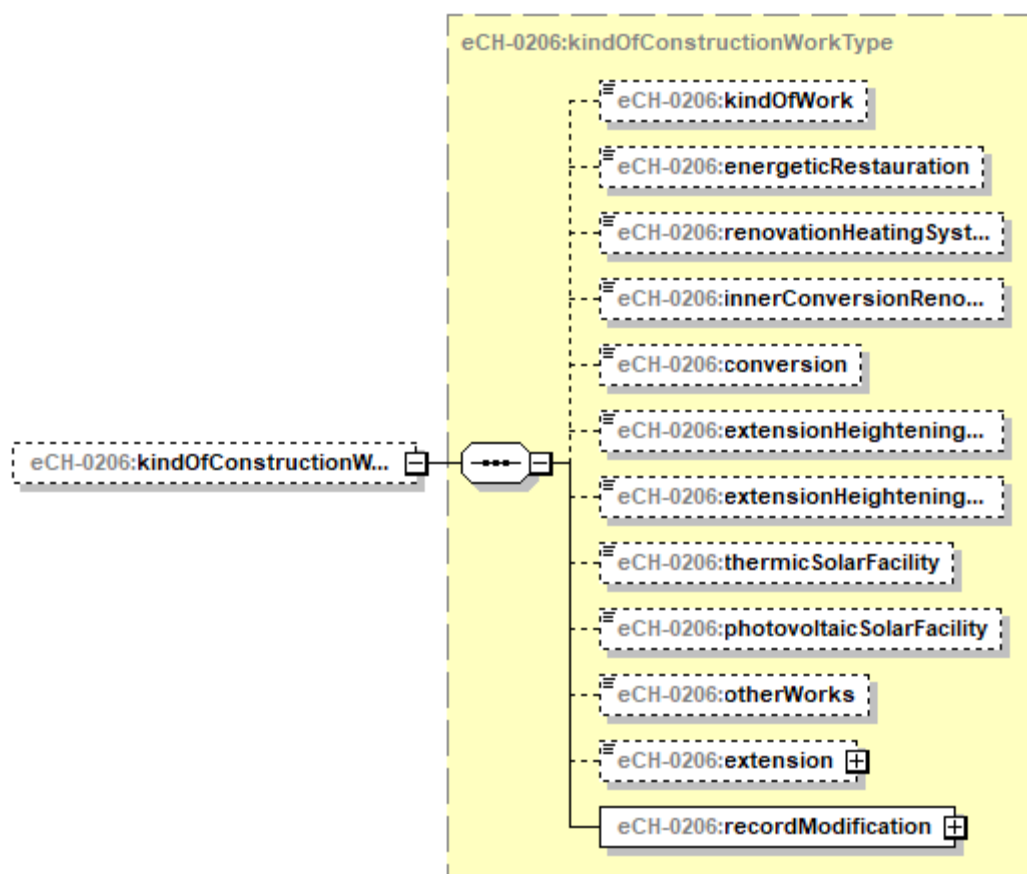 eCH-0206:kindOfConstructionWorkType
eCH-0206:kindOfWork
eCH-0206:energeticRestauration
eCH-0206:renovationHeatingSyst...
eCH-0206:innerConversionReno...
eCH-0206:conversion
eCH-0206:extensionHeightening...
eCH-0206:kindOfConstructionW...
eCH-0206:extensionHeightening...
eCH-0206:thermicSolarFacility
eCH-0206:photovoltaicSolarFacility
eCH-0206:otherWorks
eCH-0206:extension
eCH-0206:recordModification